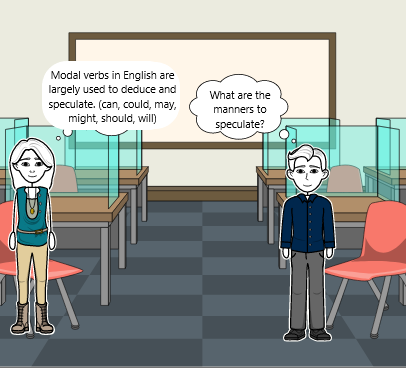 Modal verbs in English are
largely used to deduce and
speculate. (can, could, may,
might, should, will)
What are the
manners to
speculate?